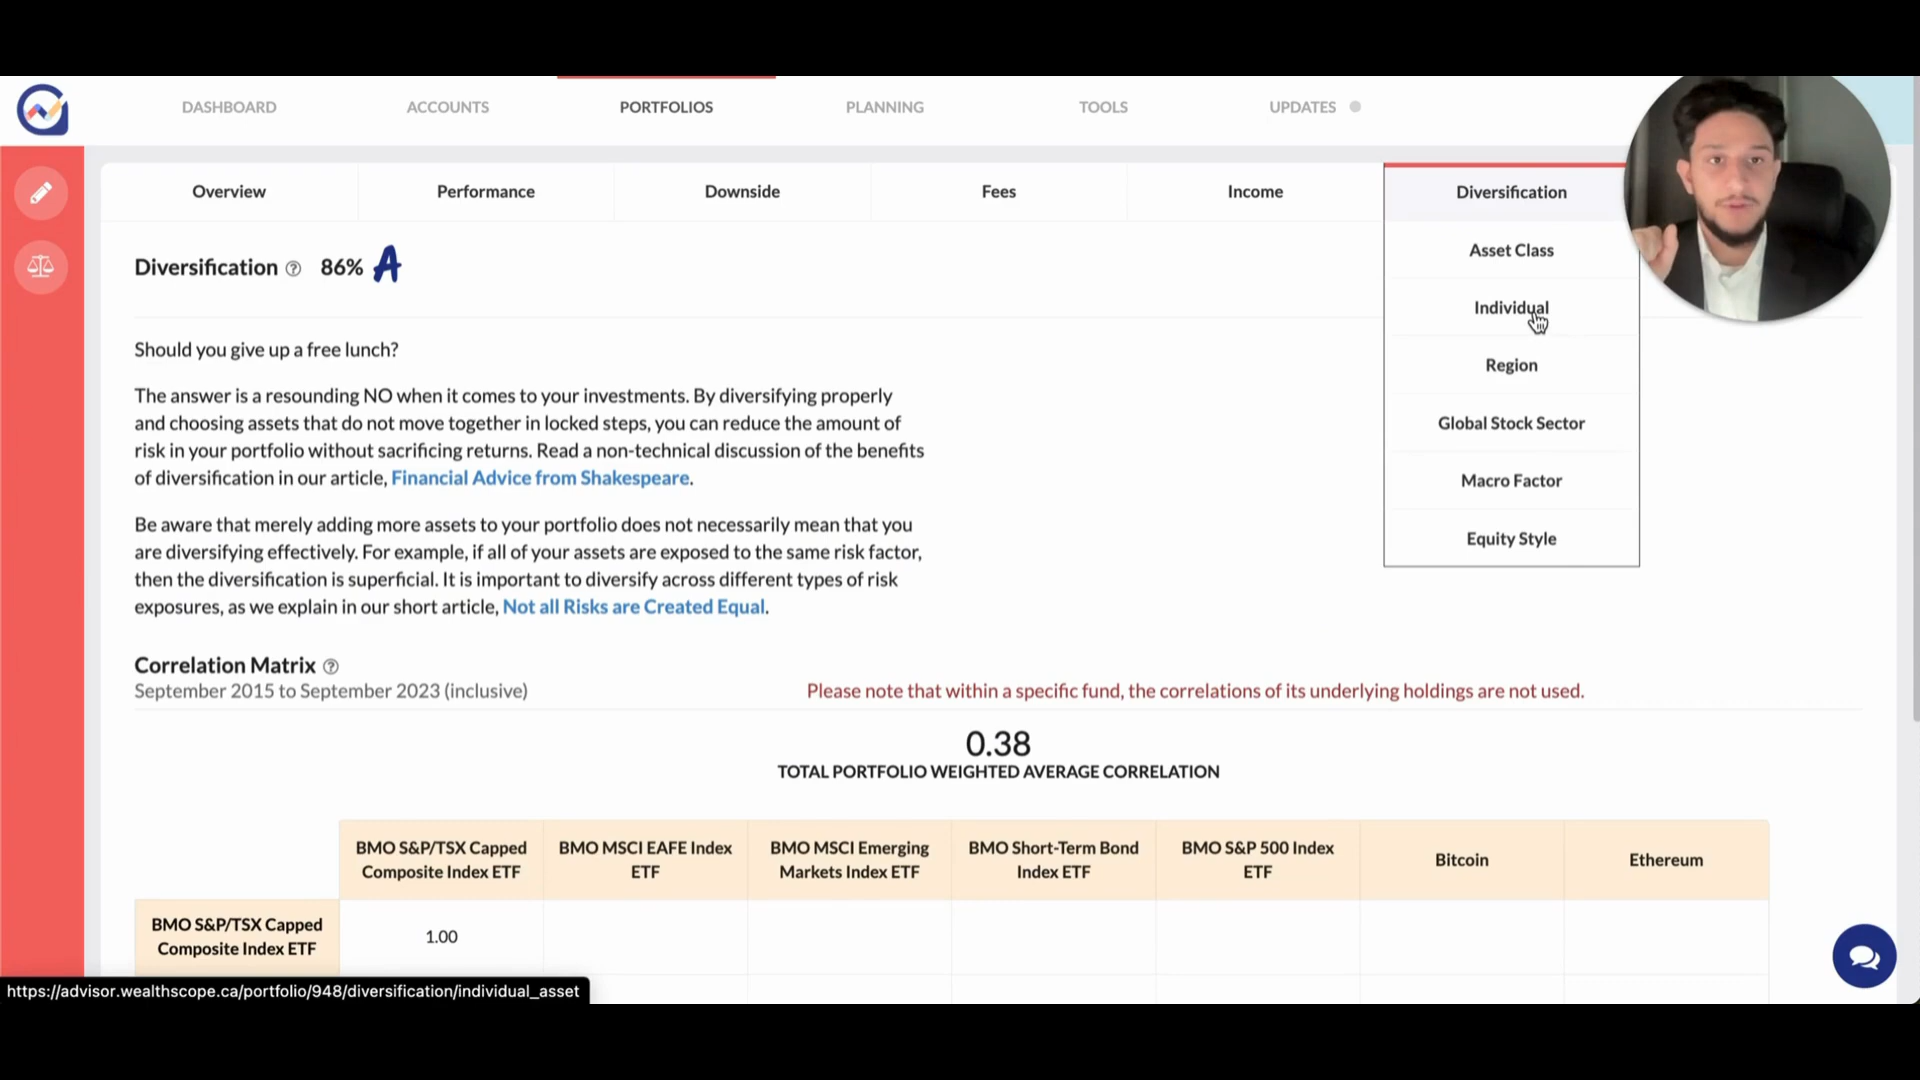 DASHBOARD
ACCOUNTS
PORTFOLIOS
PLANNING
TOOLS
UPDATES
Overview
Performance
Downside
Fees
Income
Diversification
Asset Class
Individual
Region
Global Stock Sector
Macro Factor
Equity Style
Diversification ? 86% A
Should you give up a free lunch?
The answer is a resounding NO when it comes to your investments. By diversifying properly
and choosing assets that do not move together in locked steps, you can reduce the amount of
risk in your portfolio without sacrificing returns. Read a non-technical discussion of the benefits
of diversification in our article, Financial Advice from Shakespeare.
Be aware that merely adding more assets to your portfolio does not necessarily mean that you
are diversifying effectively. For example, if all of your assets are exposed to the same risk factor,
then the diversification is superficial. It is important to diversify across different types of risk
exposures, as we explain in our short article, Not all Risks are Created Equal.
Correlation Matrix ?
September 2015 to September 2023 (inclusive)
Please note that within a specific fund, the correlations of its underlying holdings are not used.
0.38
TOTAL PORTFOLIO WEIGHTED AVERAGE CORRELATION
BMO S&P/TSX Capped
Composite Index ETF
BMO MSCI EAFE Index
ETF
BMO MSCI Emerging
Markets Index ETF
BMO Short-Term Bond
Index ETF
BMO S&P 500 Index
ETF
Bitcoin
Ethereum
BMO S&P/TSX Capped
Composite Index ETF
1.00
https://advisor.wealthscope.ca/portfolio/948/diversification/individual_asset